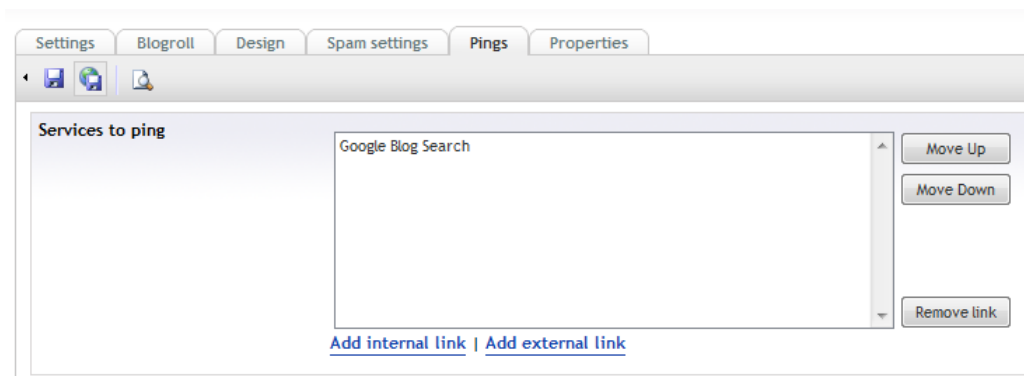 Settings Blogroll Design Spam settings Pings Properties
Services to ping
Google Blog Search
Move Up
Move Down
Remove link
Add internal link | Add external link